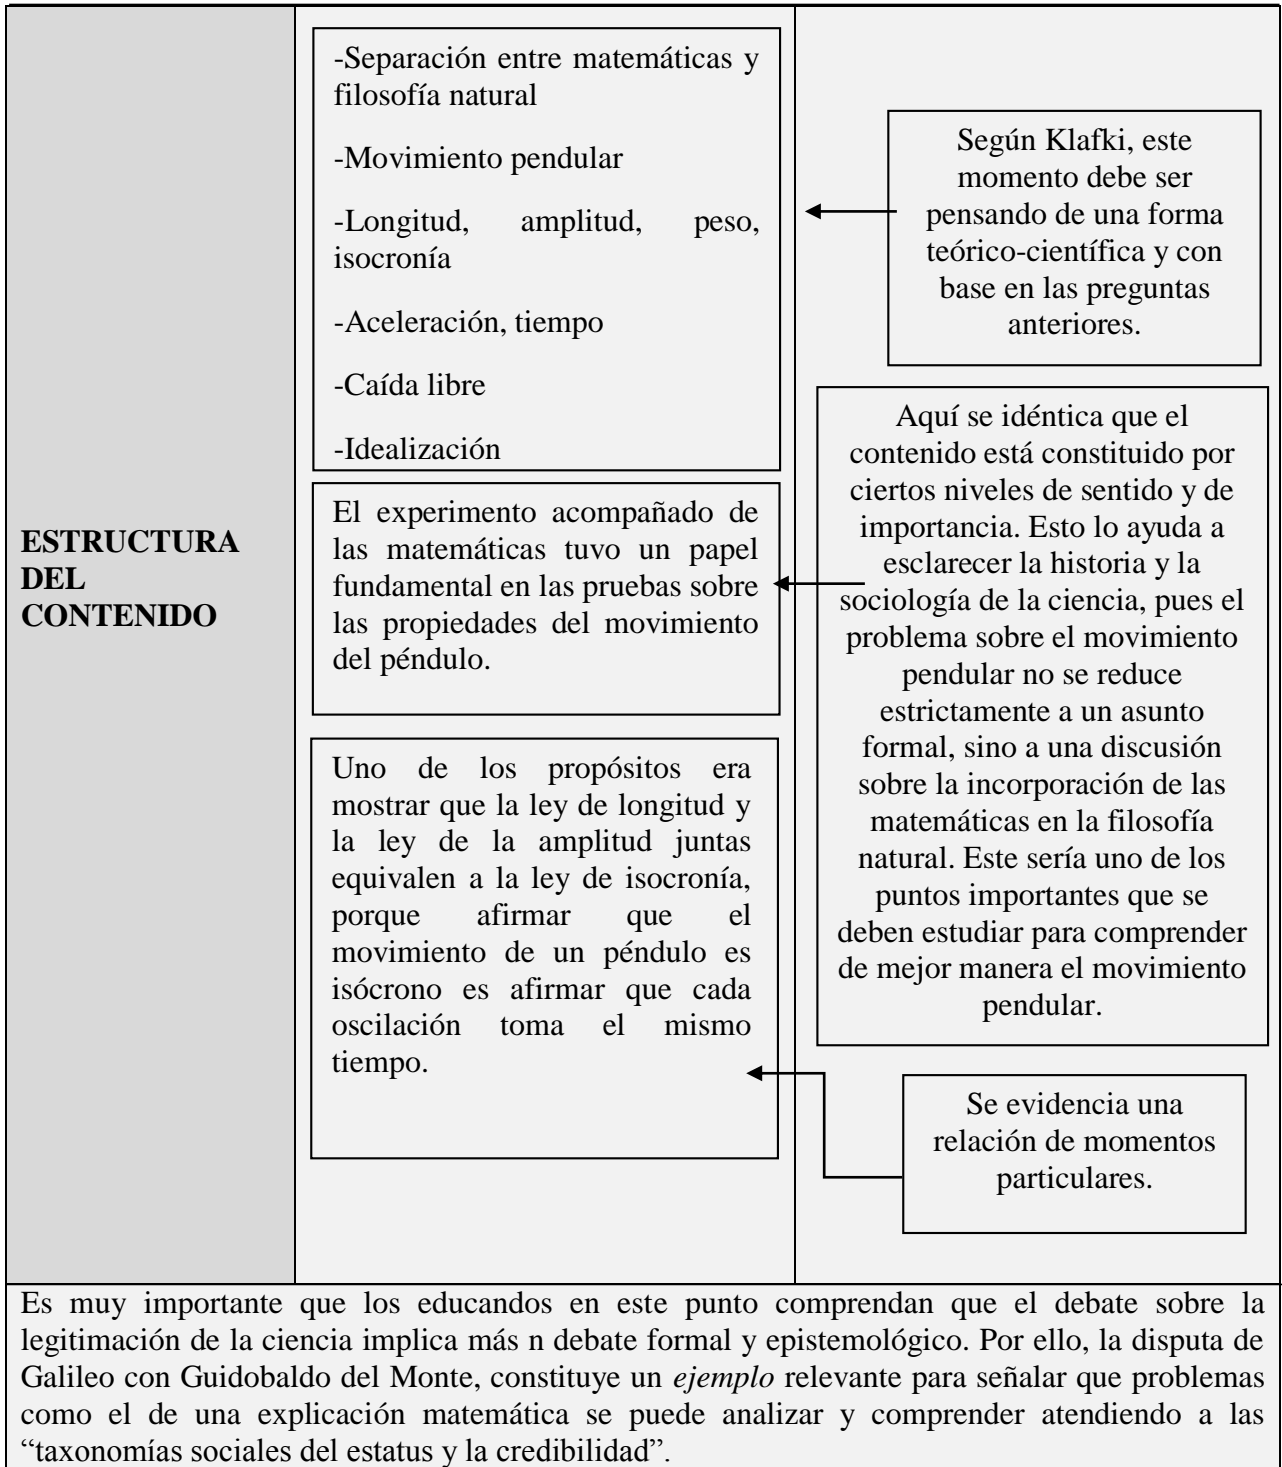 ESTRUCTURA
DEL
CONTENIDO
-Separación entre matemáticas y
filosofía natural
-Movimiento pendular
-Longitud, amplitud, peso,
isocronía
-Aceleración, tiempo
-Caída libre
-Idealización
Según Klafki, este
momento debe ser
pensando de una forma
teórico-científica y con
base en las preguntas
anteriores.
El experimento acompañado de
las matemáticas tuvo un papel
fundamental en las pruebas sobre
las propiedades del movimiento
del péndulo.
Aquí se idéntica que el
contenido está constituido por
ciertos niveles de sentido y de
importancia. Esto lo ayuda a
esclarecer la historia y la
sociología de la ciencia, pues el
problema sobre el movimiento
pendular no se reduce
estrictamente a un asunto
formal, sino a una discusión
sobre la incorporación de las
matemáticas en la filosofía
natural. Este sería uno de los
puntos importantes que se
deben estudiar para comprender
de mejor manera el movimiento
pendular.
Uno de los propósitos era
mostrar que la ley de longitud y
la ley de la amplitud juntas
equivalen a la ley de isocronía,
porque afirmar que el
movimiento de un péndulo es
isócrono es afirmar que cada
oscilación toma el mismo
tiempo.
Se evidencia una
relación de momentos
particulares.
Es muy importante que los educandos en este punto comprendan que el debate sobre la
legitimación de la ciencia implica más n debate formal y epistemológico. Por ello, la disputa de
Galileo con Guidobaldo del Monte, constituye un ejemplo relevante para señalar que problemas
como el de una explicación matemática se puede analizar y comprender atendiendo a las
“taxonomías sociales del estatus y la credibilidad”.